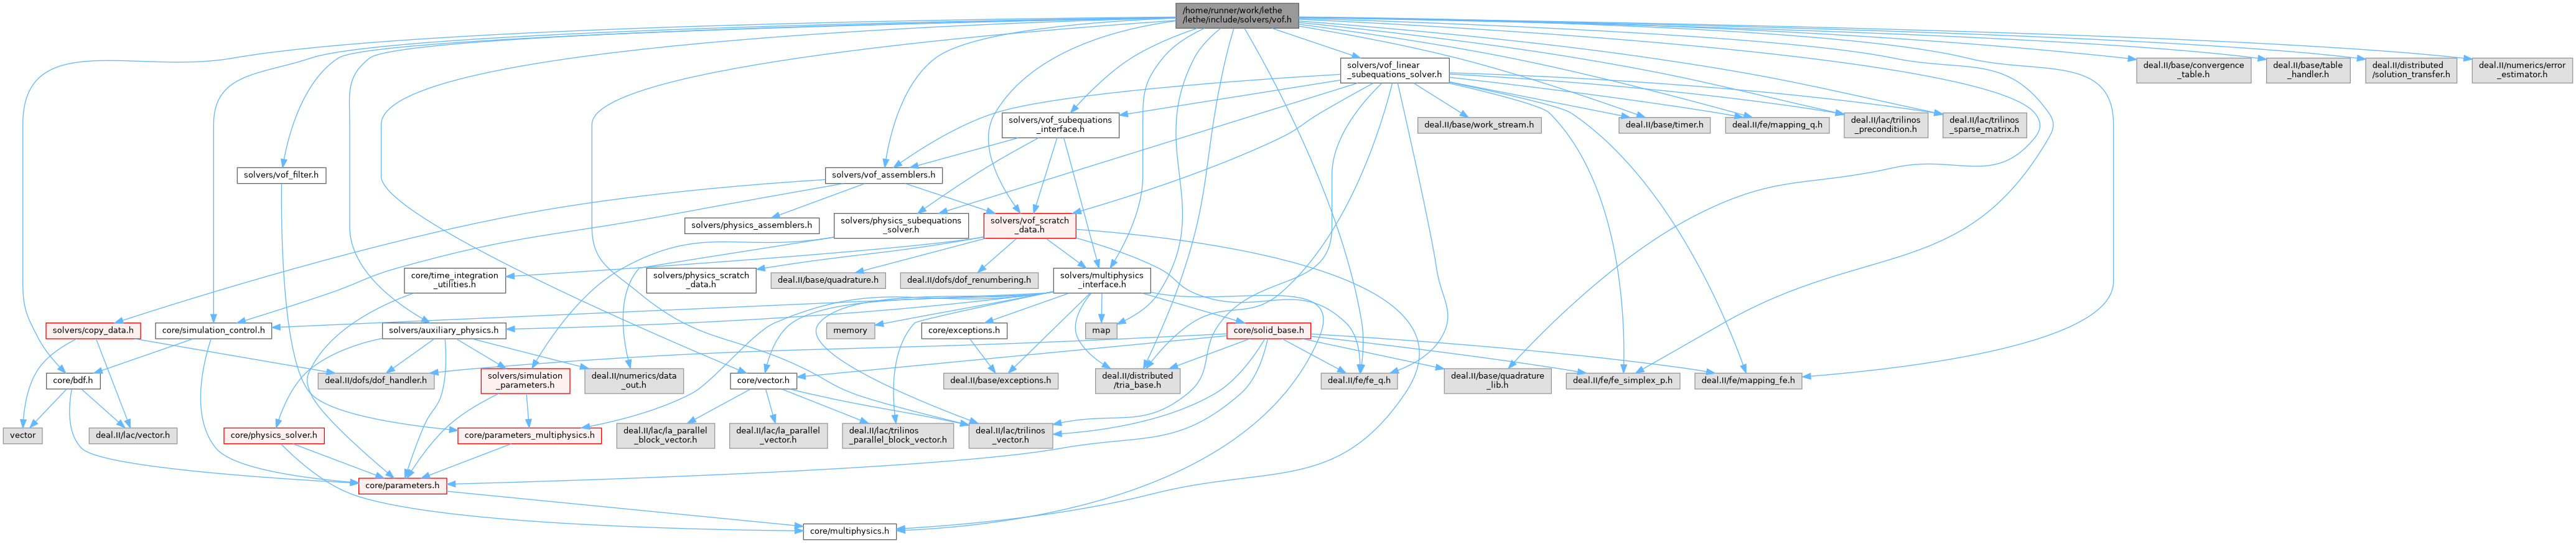 /home/runner/work/lethe
/lethe/include/solvers/vof.h
solvers/vof_linear
_subequations_solver.h
deal.II/base/convergence
_table.h
deal.II/base/table
_handler.h
deal.II/distributed
/solution_transfer.h
deal.II/numerics/error
_estimator.h
solvers/vof_subequations
_interface.h
deal.II/base/work_stream.h
deal.II/base/timer.h
deal.II/fe/mapping_q.h
deal.II/lac/trilinos
_precondition.h
deal.II/lac/trilinos
_sparse_matrix.h
solvers/vof_filter.h
solvers/vof_assemblers.h
solvers/physics_assemblers.h
solvers/physics_subequations
_solver.h
solvers/vof_scratch
_data.h
core/time_integration
_utilities.h
solvers/physics_scratch
_data.h
deal.II/base/quadrature.h
deal.II/dofs/dof_renumbering.h
solvers/multiphysics
_interface.h
solvers/copy_data.h
core/simulation_control.h
solvers/auxiliary_physics.h
memory
core/exceptions.h
map
core/solid_base.h
core/bdf.h
deal.II/dofs/dof_handler.h
solvers/simulation
_parameters.h
deal.II/numerics/data
_out.h
core/vector.h
deal.II/base/exceptions.h
deal.II/distributed
/tria_base.h
deal.II/fe/fe_q.h
deal.II/base/quadrature
_lib.h
deal.II/fe/fe_simplex_p.h
deal.II/fe/mapping_fe.h
vector
deal.II/lac/vector.h
core/physics_solver.h
core/parameters_multiphysics.h
deal.II/lac/la_parallel
_block_vector.h
deal.II/lac/la_parallel
_vector.h
deal.II/lac/trilinos
_parallel_block_vector.h
deal.II/lac/trilinos
_vector.h
core/parameters.h
core/multiphysics.h